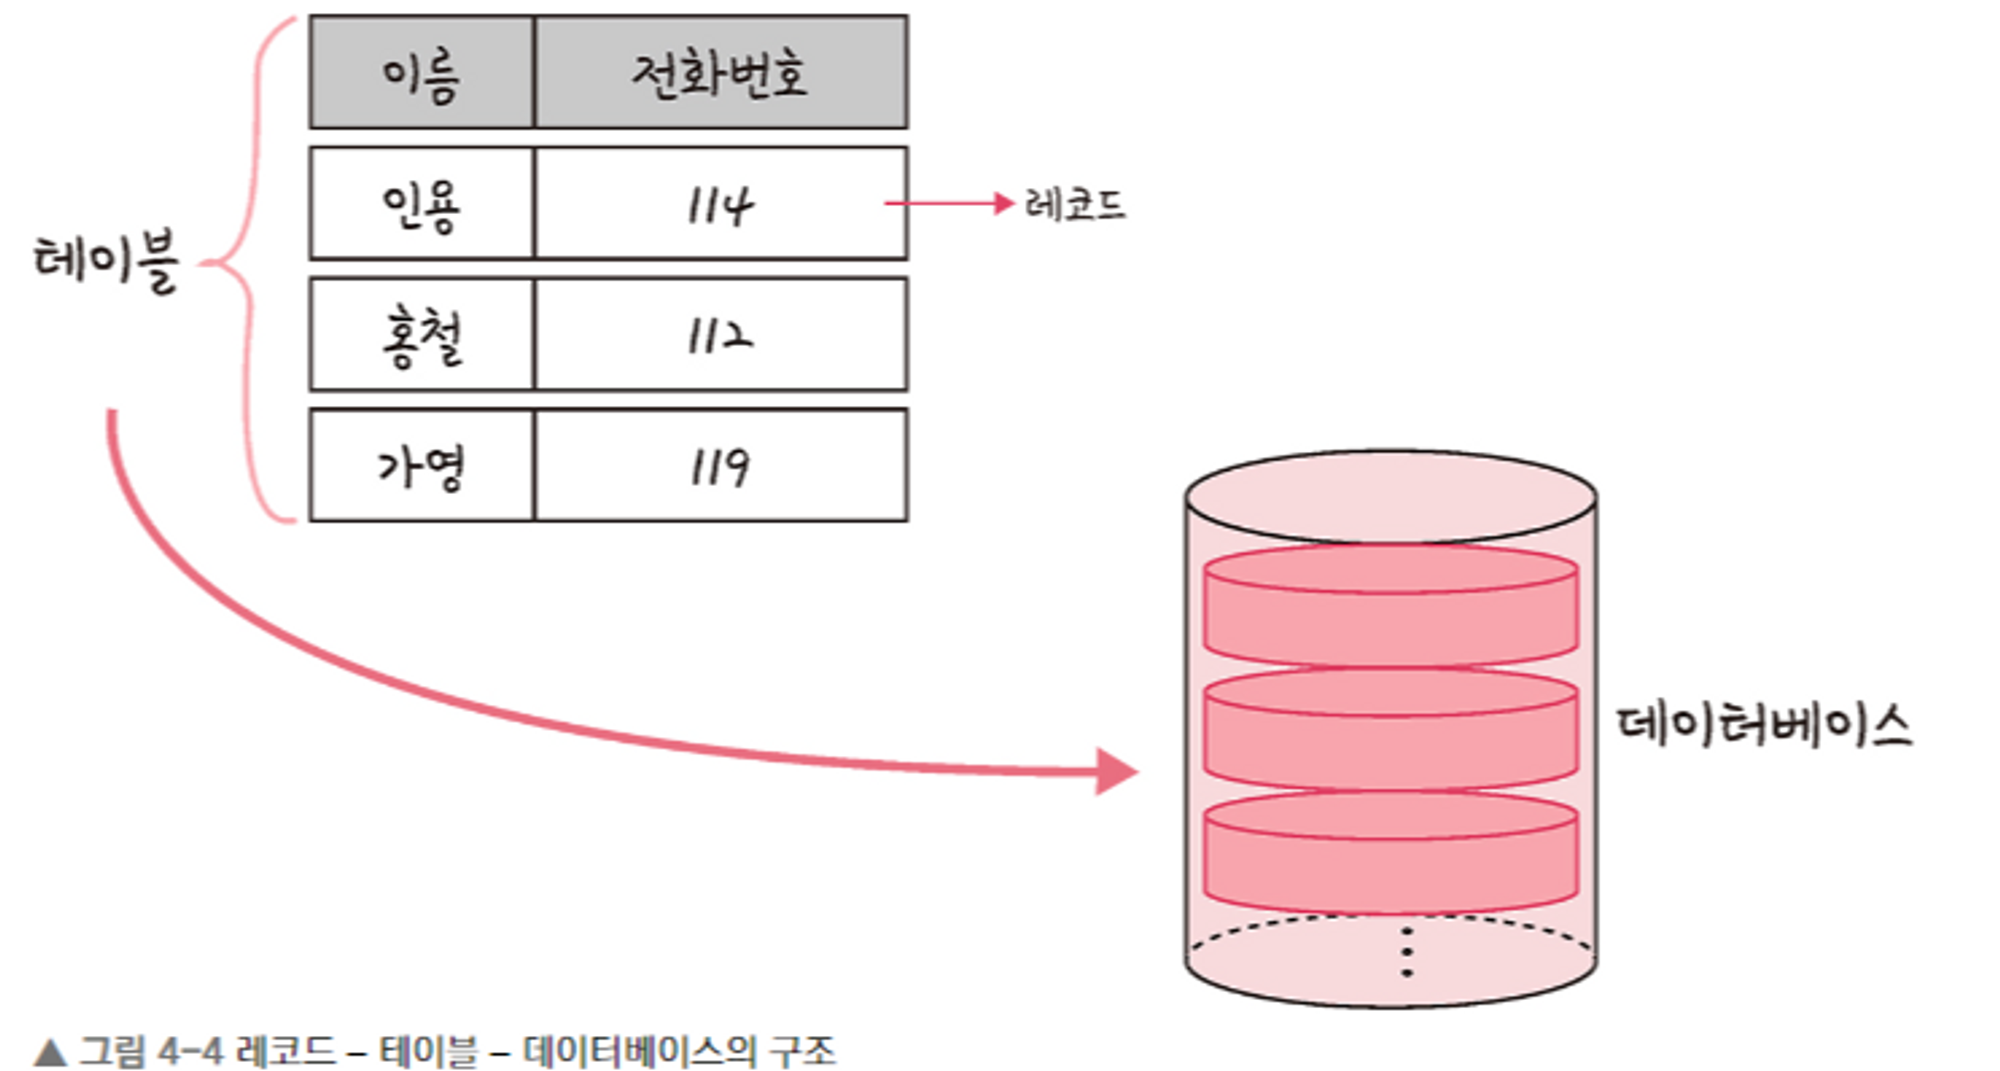 이름 전화번호
인용 114
레코드
테이블
홍철 112
가영 119
데이터베이스
▲ 그림 4-4 레코드 - 테이블 - 데이터베이스의 구조